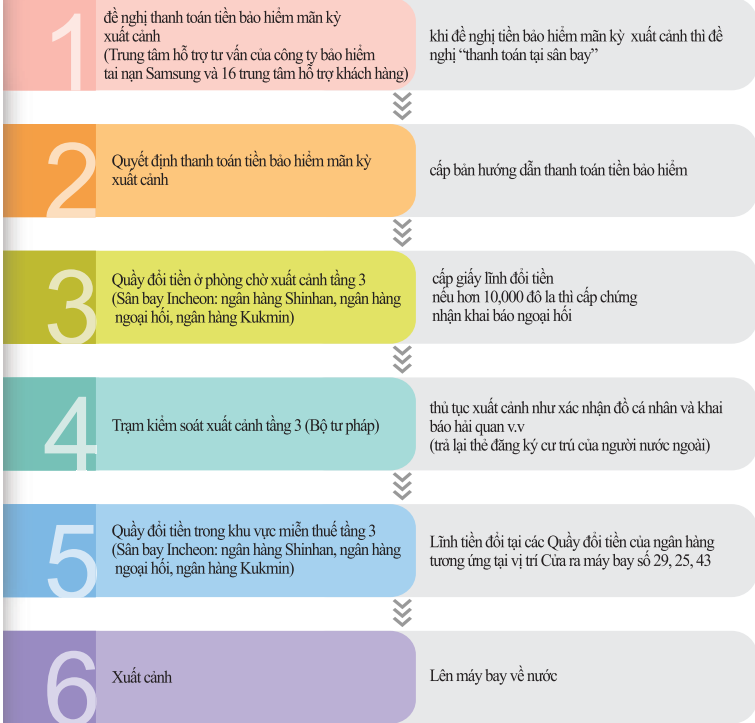 1
đề nghị thanh toán tiền bảo hiểm mãn kỳ
xuất cảnh
(Trung tâm hỗ trợ tư vấn của công ty bảo hiểm
tai nạn Samsung và 16 trung tâm hỗ trợ khách hàng)
khi đề nghị tiền bảo hiểm mãn kỳ xuất cảnh thì đề
nghị “thanh toán tại sân bay”
2
Quyết định thanh toán tiền bảo hiểm mãn kỳ
xuất cảnh
cấp bản hướng dẫn thanh toán tiền bảo hiểm
3
Quầy đổi tiền ở phòng chờ xuất cảnh tầng 3
(Sân bay Incheon: ngân hàng Shinhan, ngân hàng
ngoại hối, ngân hàng Kukmin)
cấp giấy lĩnh đổi tiền
nếu hơn 10,000 đô la thì cấp chứng
nhận khai báo ngoại hối
4
Trạm kiểm soát xuất cảnh tầng 3 (Bộ tư pháp)
thủ tục xuất cảnh như xác nhận đồ cá nhân và khai
báo hải quan v.v
(trả lại thẻ đăng ký cư trú của người nước ngoài)
5
Quầy đổi tiền trong khu vực miễn thuế tầng 3
(Sân bay Incheon: ngân hàng Shinhan, ngân hàng
ngoại hối, ngân hàng Kukmin)
Lĩnh tiền đổi tại các Quầy đổi tiền của ngân hàng
tương ứng tại vị trí Cửa ra máy bay số 29, 25, 43
6
Xuất cảnh
Lên máy bay về nước